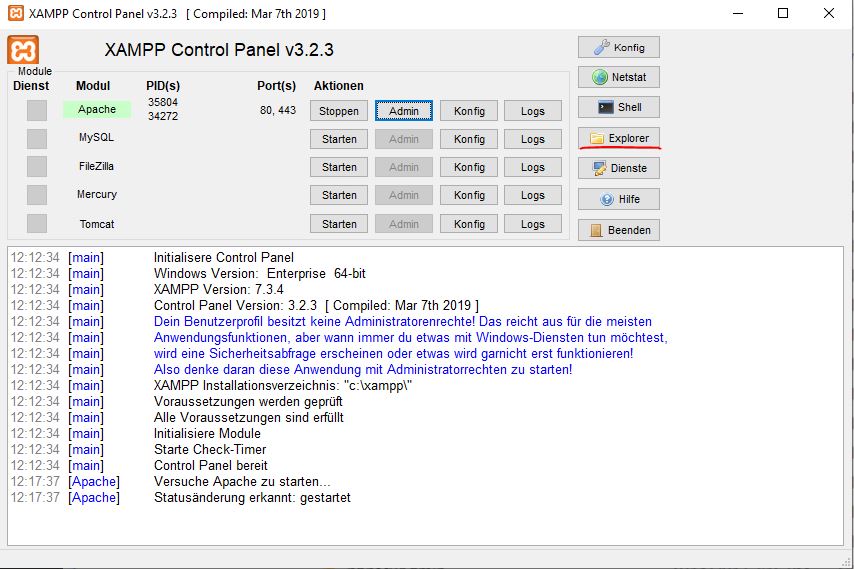 XAMPP Control Panel v3.2.3 [ Compiled: Mar 7th 2019 ]
XAMPP Control Panel v3.2.3
Konfig
Module
Dienst Modul PID(s) Port(s) Aktionen
Netstat
Apache 35804 34272 80, 443 Stoppen Admin Konfig Logs
Shell
MySQL Starten Admin Konfig Logs
Explorer
FileZilla Starten Admin Konfig Logs
Dienste
Mercury Starten Admin Konfig Logs
Hilfe
Tomcat Starten Admin Konfig Logs
Beenden
12:12:34 [main] Initialisere Control Panel
12:12:34 [main] Windows Version: Enterprise 64-bit
12:12:34 [main] XAMPP Version: 7.3.4
12:12:34 [main] Control Panel Version: 3.2.3 [ Compiled: Mar 7th 2019 ]
12:12:34 [main] Dein Benutzerprofil besitzt keine Administratorenrechte! Das reicht aus für die meisten
12:12:34 [main] Anwendungsfunktionen, aber wann immer du etwas mit Windows-Diensten tun möchtest,
12:12:34 [main] wird eine Sicherheitsabfrage erscheinen oder etwas wird garnicht erst funktionieren!
12:12:34 [main] Also denke daran diese Anwendung mit Administratorrechten zu starten!
12:12:34 [main] XAMPP Installationsverzeichnis: "c:\xampp\"
12:12:34 [main] Voraussetzungen werden geprüft
12:12:34 [main] Alle Voraussetzungen sind erfüllt
12:12:34 [main] Initialisiere Module
12:12:34 [main] Starte Check-Timer
12:12:34 [main] Control Panel bereit
12:17:37 [Apache] Versuche Apache zu starten...
12:17:37 [Apache] Statusänderung erkannt: gestartet